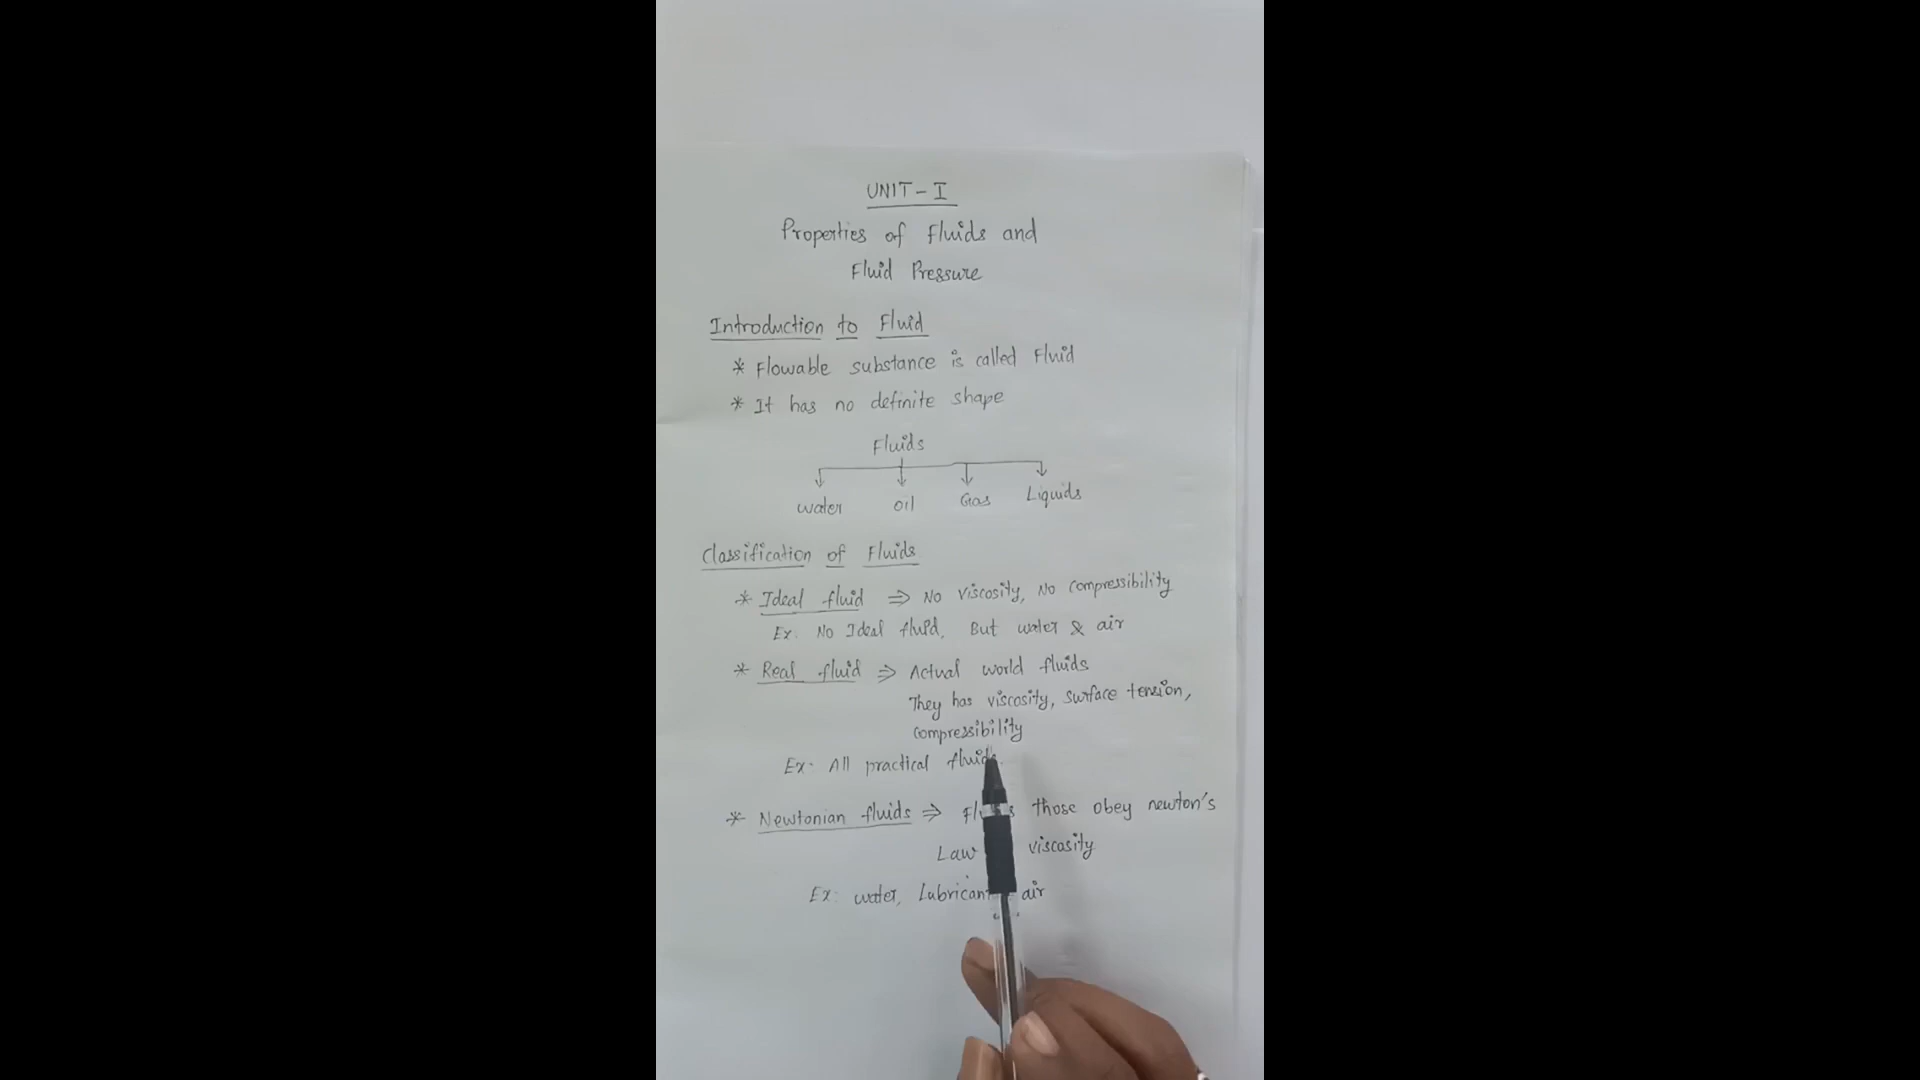 UNIT - I
Properties of Fluids and
Fluid Pressure
Introduction to Fluid
* Flowable substance is called Fluid
* It has no definite shape
Fluids
water oil Gas Liquids
Classification of Fluids
* Ideal fluid ⇒ No viscosity, No compressibility
Ex: No Ideal fluid, But water & air
* Real fluid ⇒ Actual world fluids
They has viscosity, surface tension,
compressibility
Ex- All practical fluids.
* Newtonian fluids ⇒ those obey newton's
Law viscosity
Ex: water, air